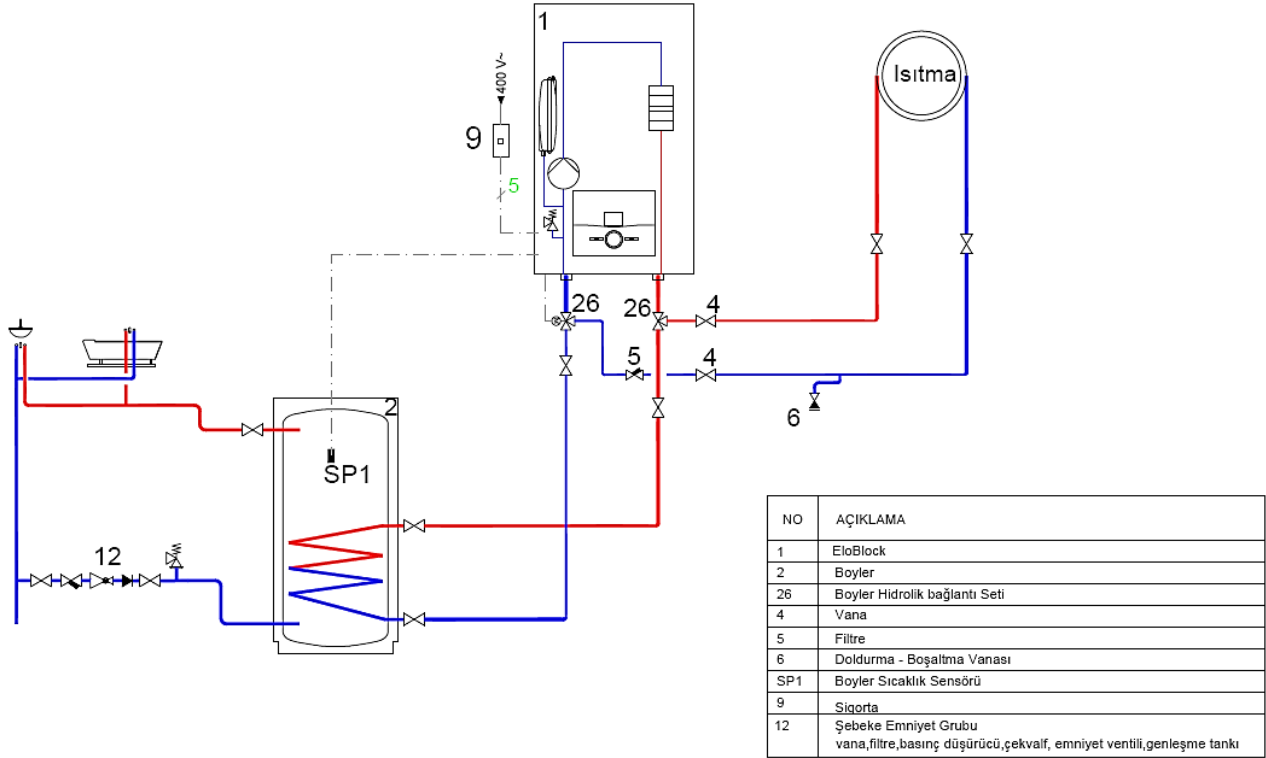 1
400 V~
9
5
Isıtma
26
26
4
5
4
6
2
SP1
12
NO AÇIKLAMA
1 EloBlock
2 Boyler
26 Boyler Hidrolik bağlantı Seti
4 Vana
5 Filtre
6 Doldurma - Boşaltma Vanası
SP1 Boyler Sıcaklık Sensörü
9 Sigorta
12 Şebeke Emniyet Grubu
vana,filtre,basınç düşürücü,çekvalf, emniyet ventili,genleşme tankı